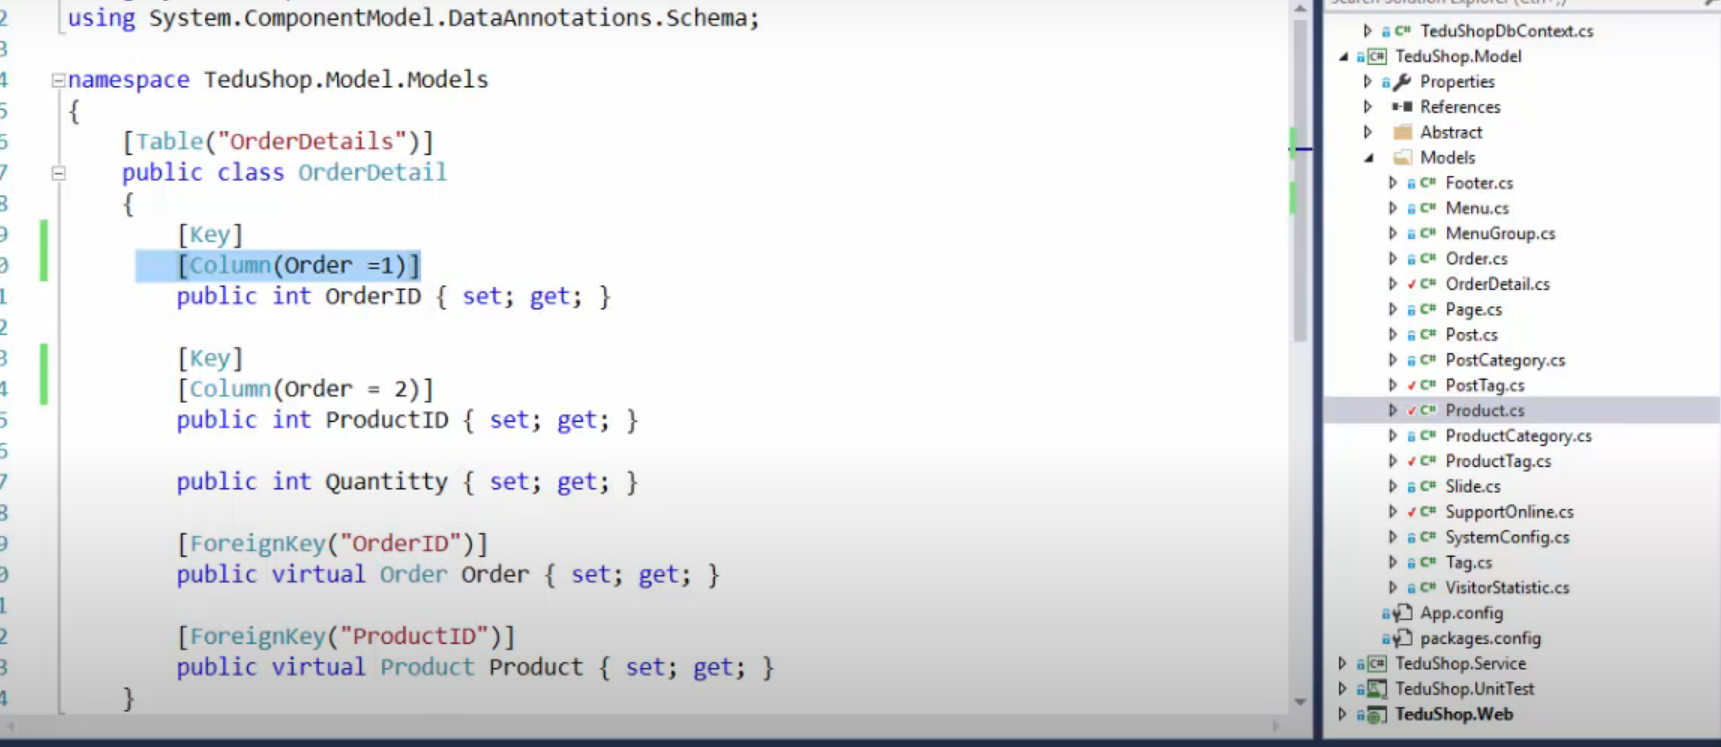 using System.ComponentModel.DataAnnotations.Schema;
namespace TeduShop.Model.Models
{
[Table("OrderDetails")]
public class OrderDetail
{
[Key]
[Column(Order =1)]
public int OrderID { set; get; }
[Key]
[Column(Order = 2)]
public int ProductID { set; get; }
public int Quantitty { set; get; }
[ForeignKey("OrderID")]
public virtual Order Order { set; get; }
[ForeignKey("ProductID")]
public virtual Product Product { set; get; }
}
TeduShopDbContext.cs
TeduShop.Model
Properties
References
Abstract
Models
C# Footer.cs
C# Menu.cs
C# MenuGroup.cs
C# Order.cs
C# OrderDetail.cs
C# Page.cs
C# Post.cs
C# PostCategory.cs
C# PostTag.cs
C# Product.cs
C# ProductCategory.cs
C# ProductTag.cs
C# Slide.cs
C# SupportOnline.cs
C# SystemConfig.cs
C# Tag.cs
C# VisitorStatistic.cs
App.config
packages.config
TeduShop.Service
TeduShop.UnitTest
TeduShop.Web